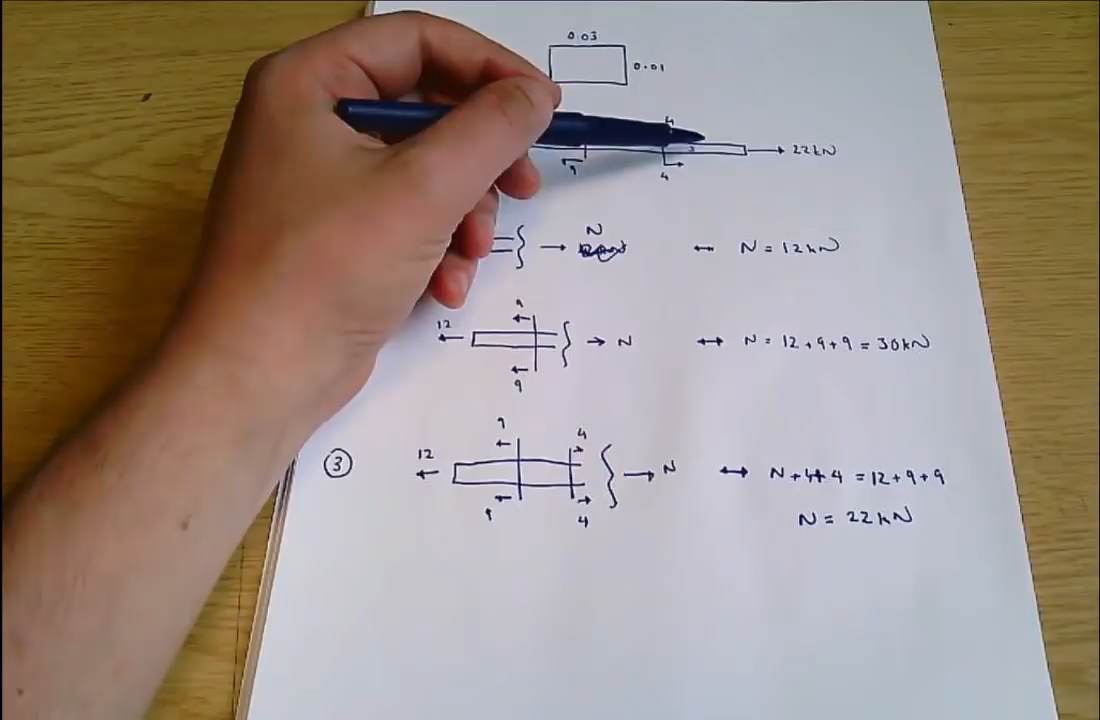 0.03
0.01
4
9
4
22kN
N
N = 12kN
9
12
N
N = 12+9+9 = 30kN
9
9
4
12
3
N
N+4+4 = 12+9+9
9
4
N = 22kN